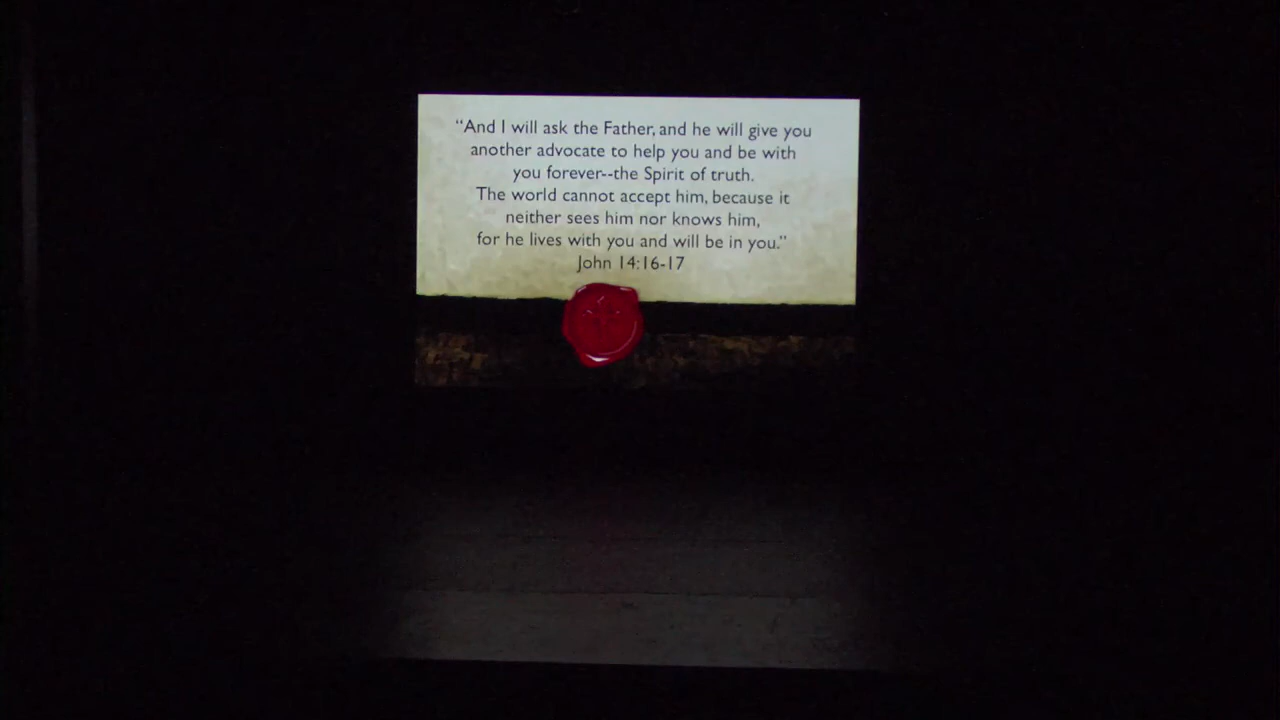 “And I will ask the Father, and he will give you
another advocate to help you and be with
you forever--the Spirit of truth.
The world cannot accept him, because it
neither sees him nor knows him,
for he lives with you and will be in you.”
John 14:16-17